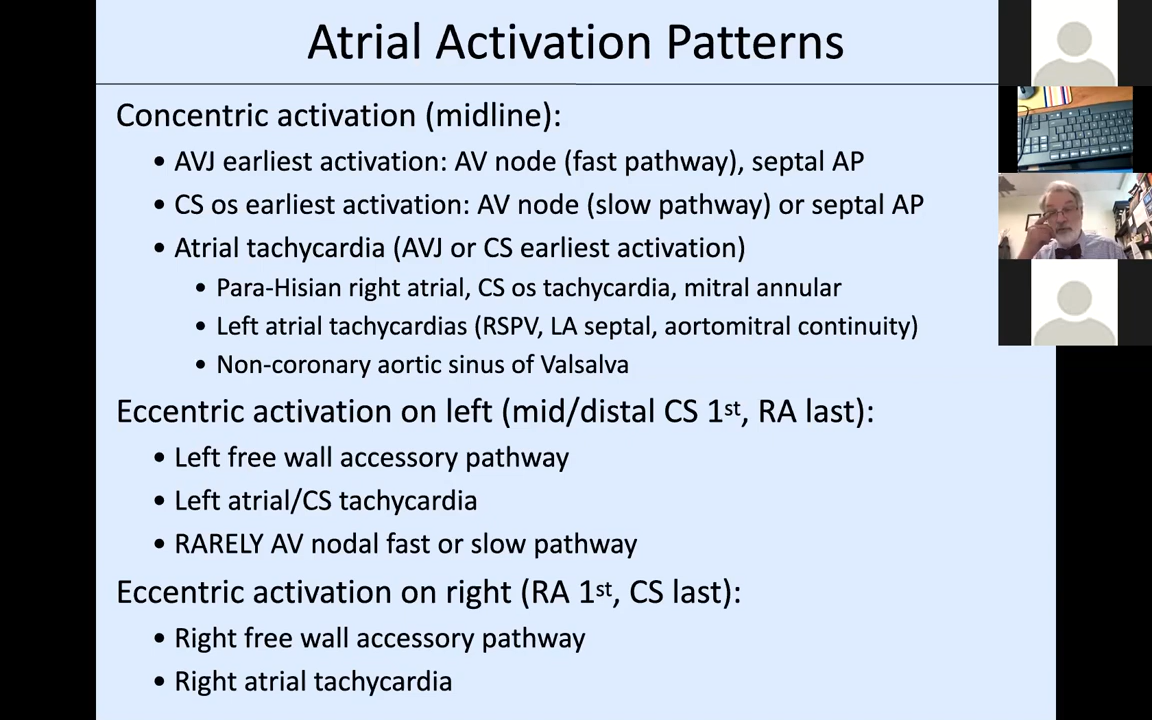 Atrial Activation Patterns
Concentric activation (midline):
• AVJ earliest activation: AV node (fast pathway), septal AP
• CS os earliest activation: AV node (slow pathway) or septal AP
• Atrial tachycardia (AVJ or CS earliest activation)
• Para-Hisian right atrial, CS os tachycardia, mitral annular
• Left atrial tachycardias (RSPV, LA septal, aortomitral continuity)
• Non-coronary aortic sinus of Valsalva
Eccentric activation on left (mid/distal CS 1st, RA last):
• Left free wall accessory pathway
• Left atrial/CS tachycardia
• RARELY AV nodal fast or slow pathway
Eccentric activation on right (RA 1st, CS last):
• Right free wall accessory pathway
• Right atrial tachycardia